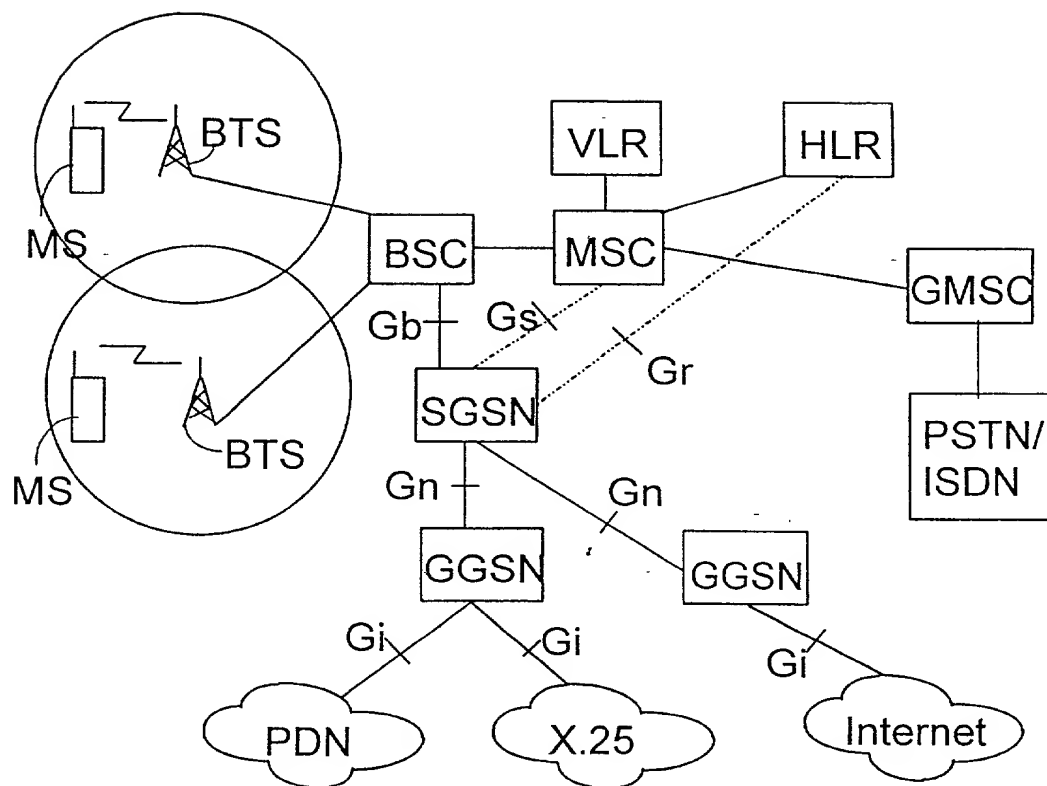 BTS
VLR
HLR
MS
BSC
MSC
GMSC
Gb
Gs
Gr
SGSN
PSTN/
ISDN
BTS
MS
Gn
Gn
GGSN
GGSN
Gi
Gi
Gi
PDN
X.25
Internet